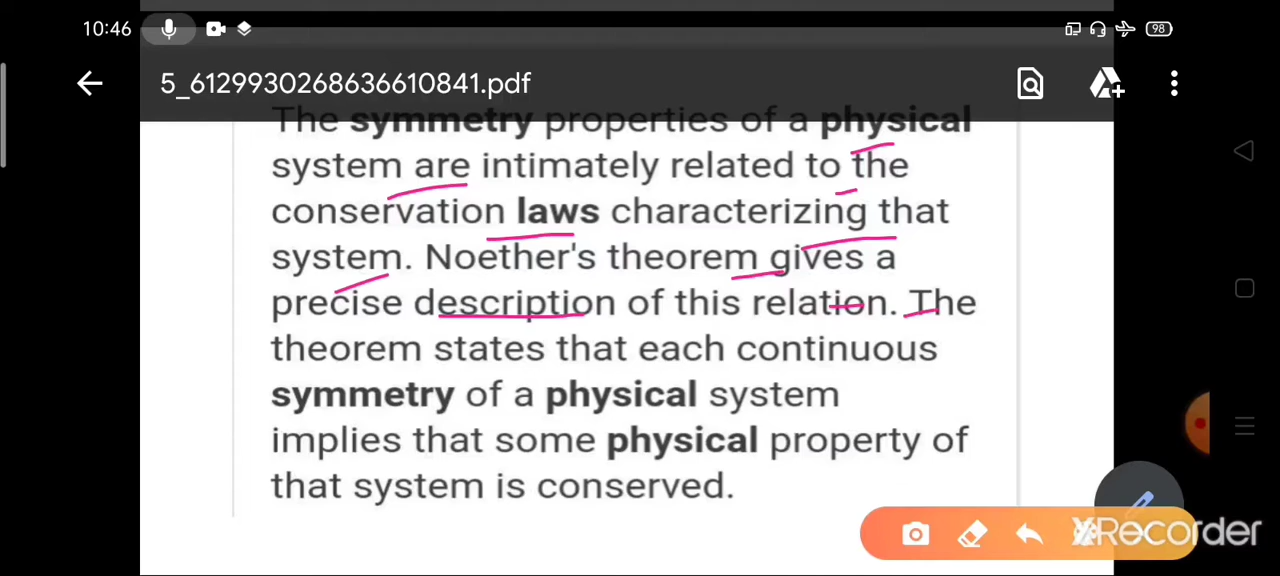 10:46
98
5_6129930268636610841.pdf
The symmetry properties of a physical
system are intimately related to the
conservation laws characterizing that
system. Noether's theorem gives a
precise description of this relation. The
theorem states that each continuous
symmetry of a physical system
implies that some physical property of
that system is conserved.
XRecorder